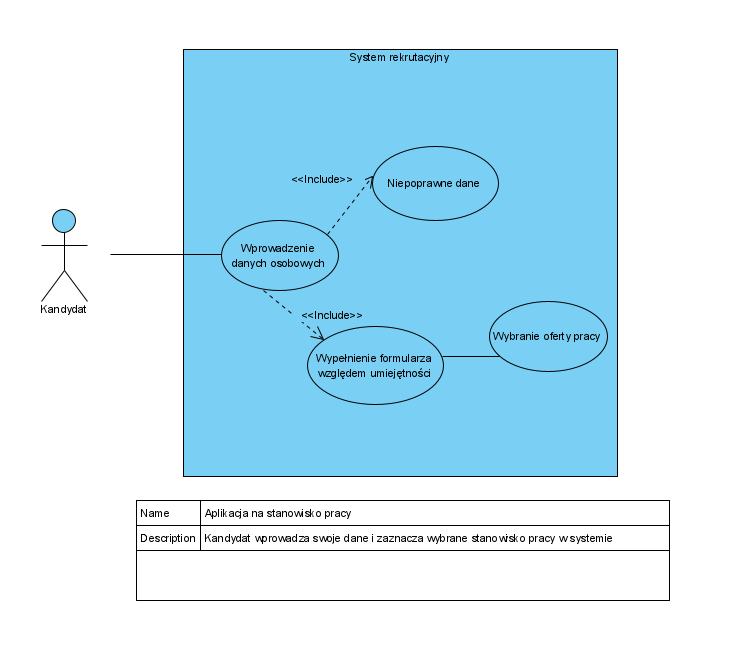 System rekrutacyjny
<<Include>>
Niepoprawne dane
Wprowadzenie
danych osobowych
Kandydat
<<Include>>
Wypełnienie formularza
względem umiejętności
Wybranie oferty pracy
Name
Aplikacja na stanowisko pracy
Description
Kandydat wprowadza swoje dane i zaznacza wybrane stanowisko pracy w systemie